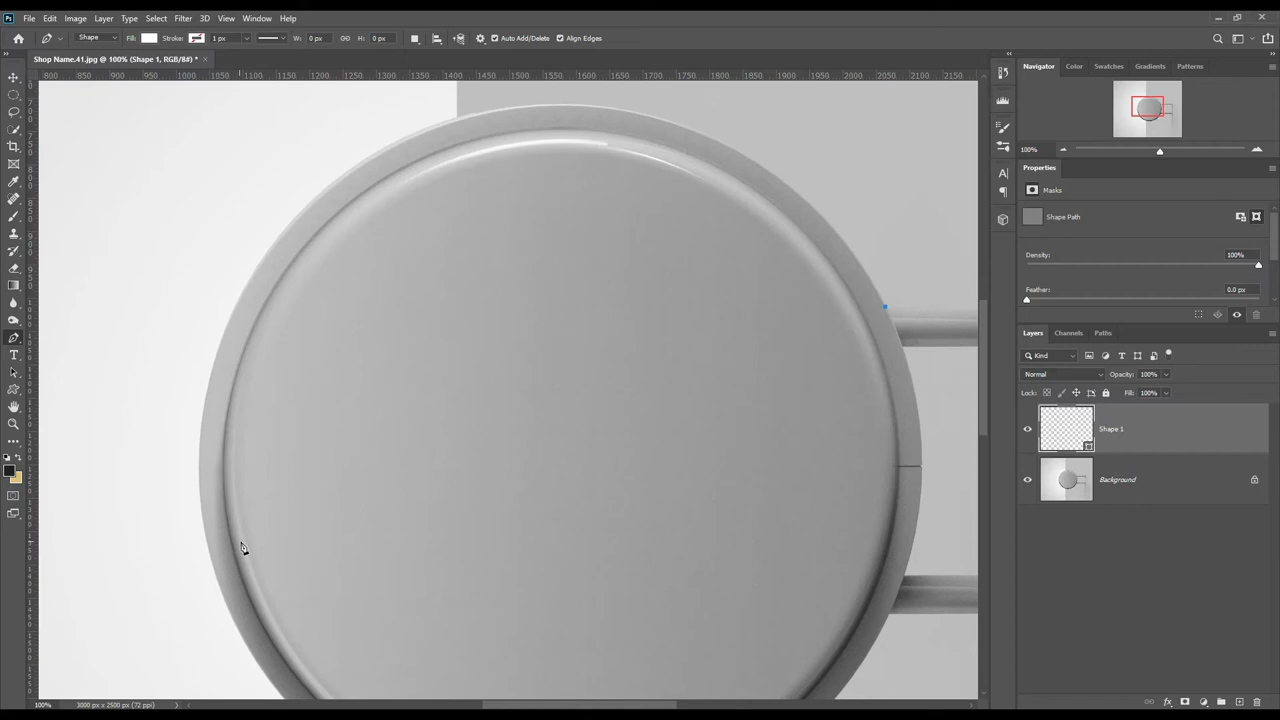 File Edit Image Layer Type Select Filter 3D View Window Help
Shape Fill: Stroke: 1 px W: 0 px H: 0 px Auto Add/Delete Align Edges
Shop Name.41.jpg @ 100% (Shape 1, RGB/8#) *
800 850 900 950 1000 1050 1100 1150 1200 1250 1300 1350 1400 1450 1500 1550 1600 1650 1700 1750 1800 1850 1900 1950 2000 2050 2100 2150
Navigator Color Swatches Gradients Patterns
100%
Properties
Masks
Shape Path
Density: 100%
Feather: 0.0 px
Layers Channels Paths
Kind
Normal Opacity: 100%
Lock: Fill: 100%
Shape 1
Background
100% 3000 px x 2500 px (72 ppi)